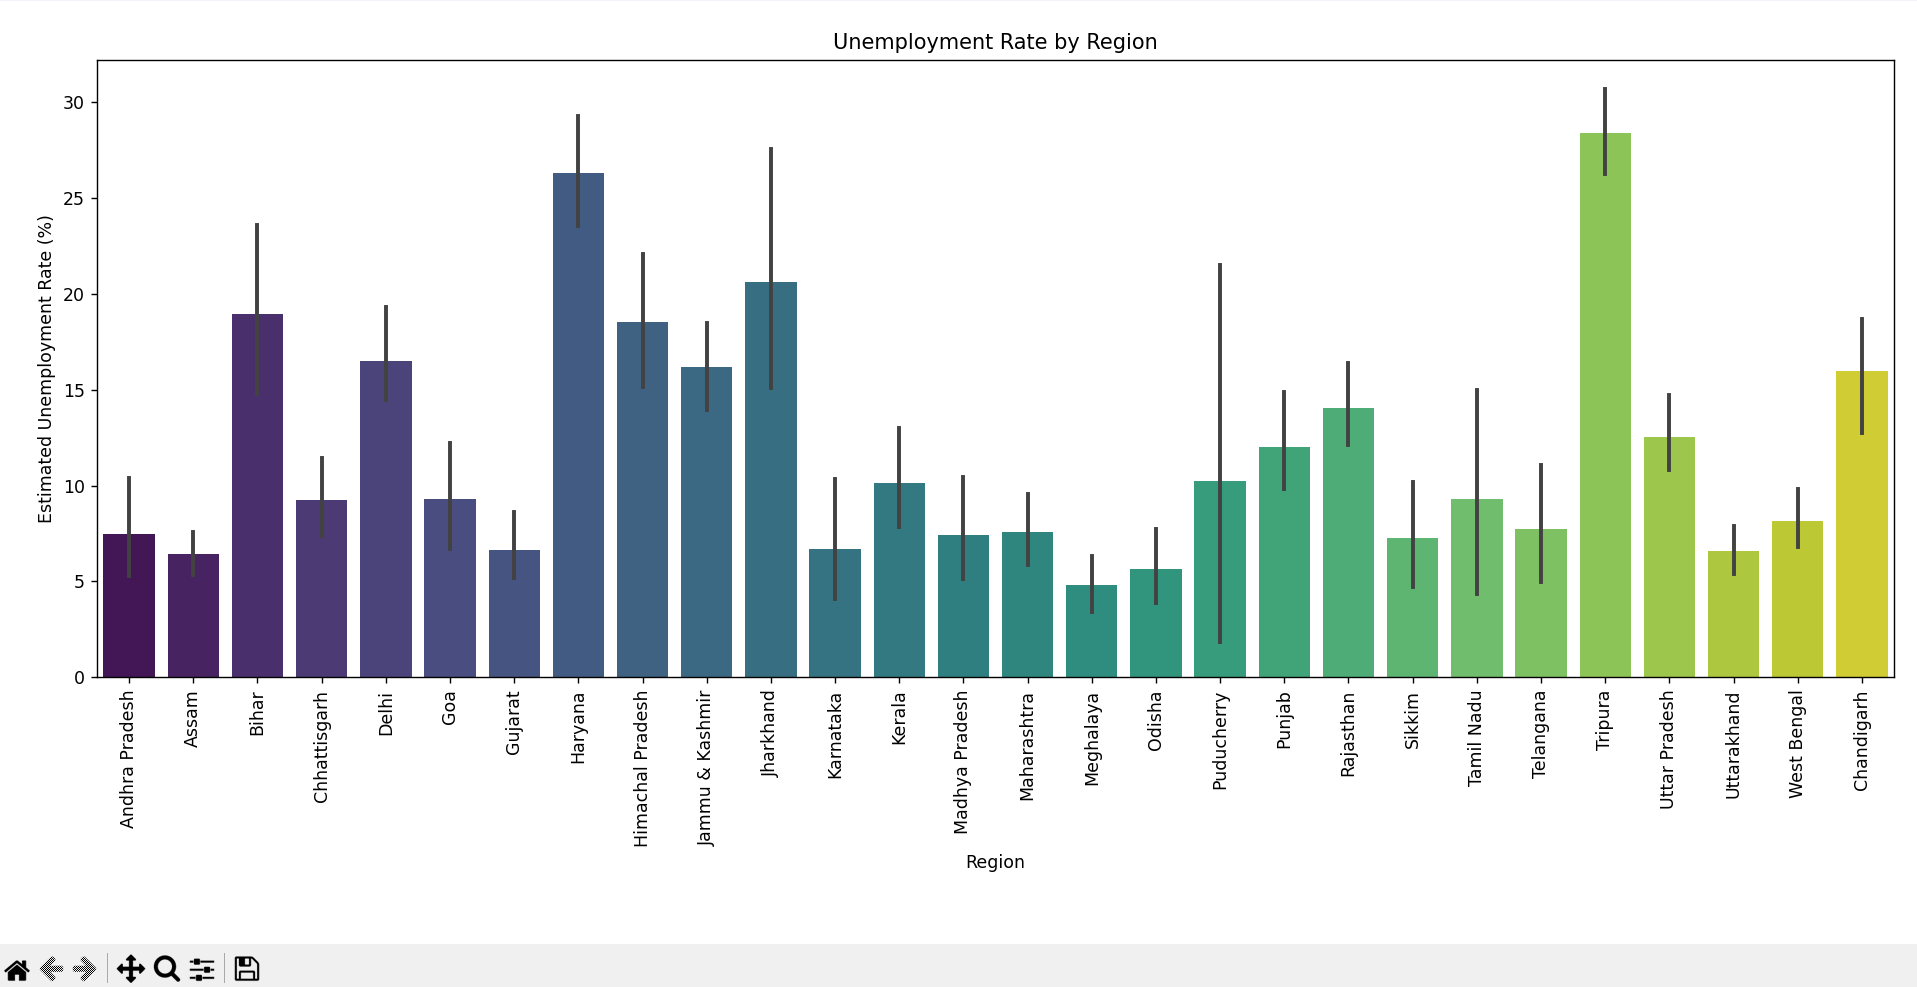 Unemployment Rate by Region
Estimated Unemployment Rate (%)
30
25
20
15
10
5
0
Andhra Pradesh
Assam
Bihar
Chhattisgarh
Delhi
Goa
Gujarat
Haryana
Himachal Pradesh
Jammu & Kashmir
Jharkhand
Karnataka
Kerala
Madhya Pradesh
Maharashtra
Meghalaya
Odisha
Puducherry
Punjab
Rajasthan
Sikkim
Tamil Nadu
Telangana
Tripura
Uttar Pradesh
Uttarakhand
West Bengal
Chandigarh
Region